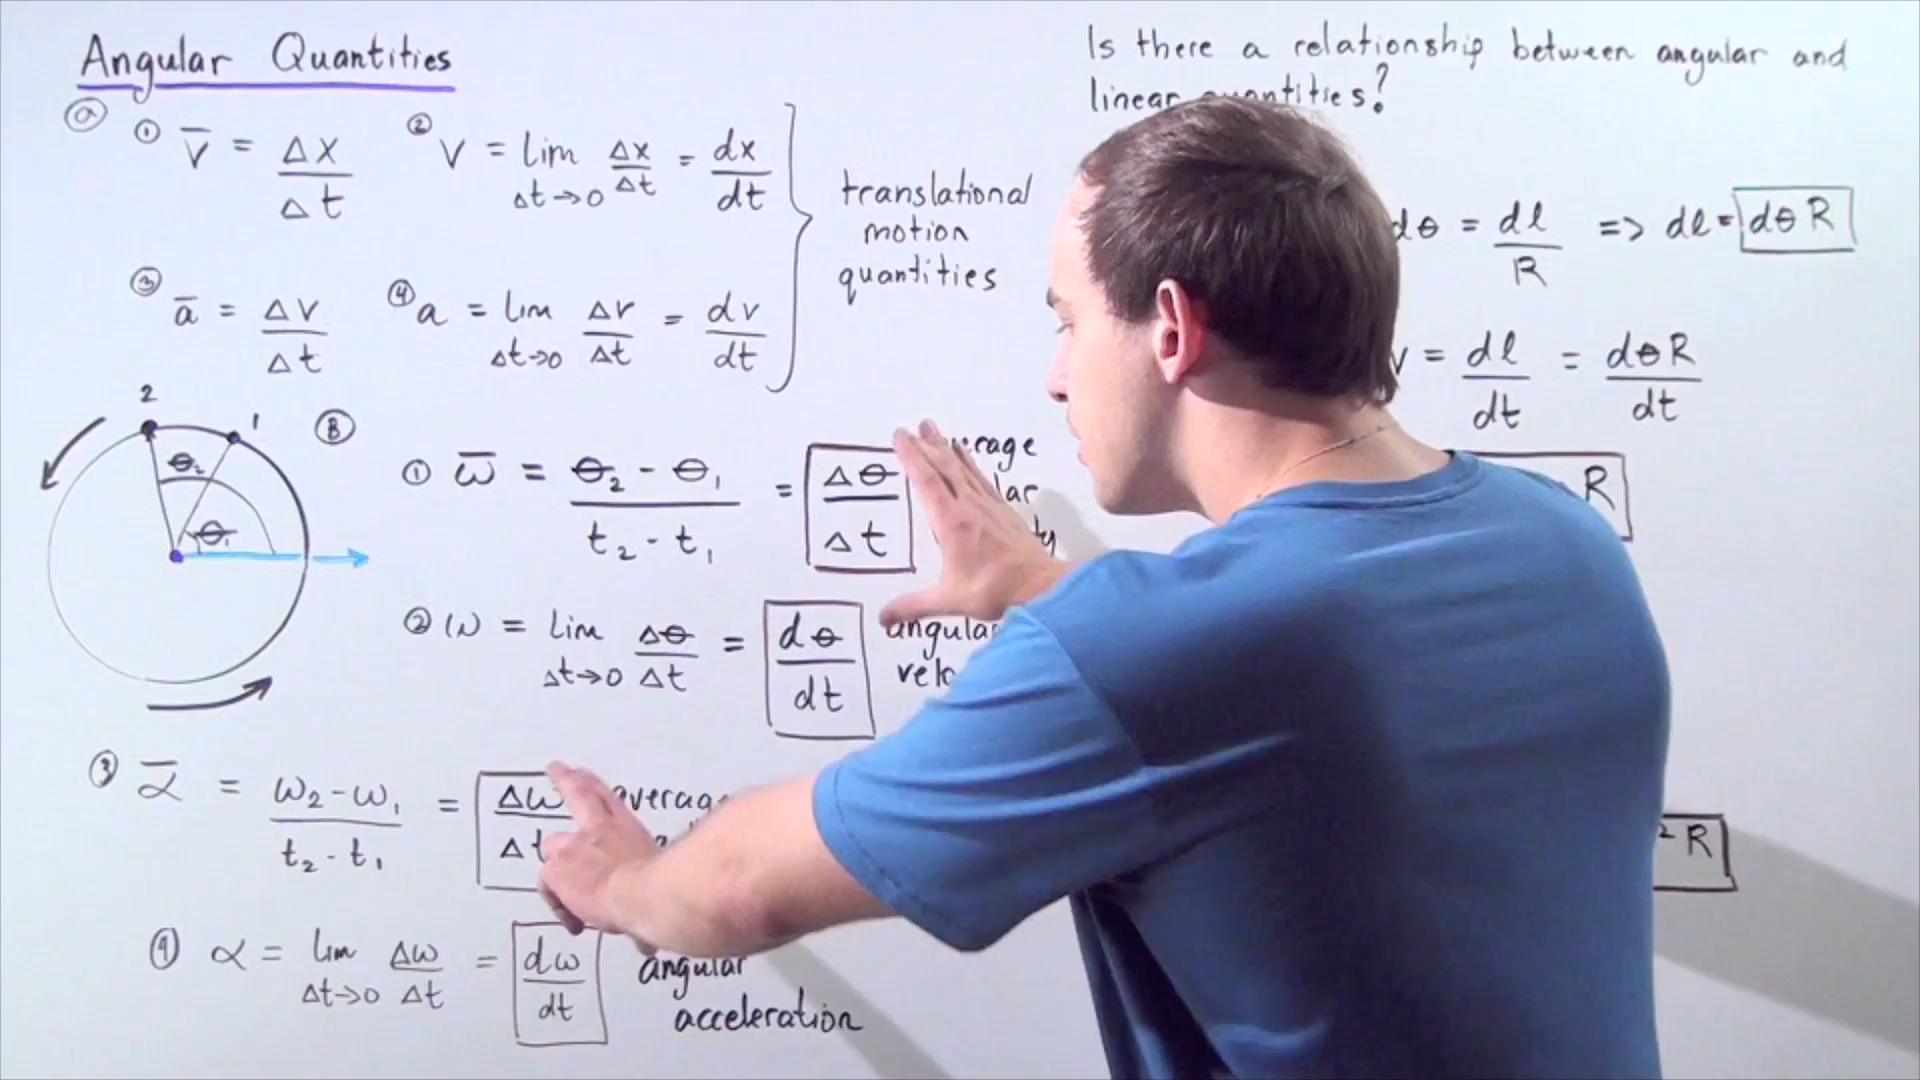 Angular Quantities
Ⓐ
① v̄ = Δx/Δt
② v = lim Δt→0 Δx/Δt = dx/dt
③ ā = Δv/Δt
④ a = lim Δt→0 Δv/Δt = dv/dt
translational
motion
quantities
2
1
θ₂
θ₁
Ⓑ
① ω̄ = θ₂ - θ₁ / t₂ - t₁ = Δθ/Δt
② ω = lim Δt→0 Δθ/Δt = dθ/dt
angular
③ ᾱ = ω₂ - ω₁ / t₂ - t₁ = Δω/Δt
average
④ α = lim Δt→0 Δω/Δt = dω/dt
angular
acceleration
Is there a relationship between angular and
linear quantities?
dθ = dl/R => dl = dθ R
v = dl/dt = dθR/dt
R
² R